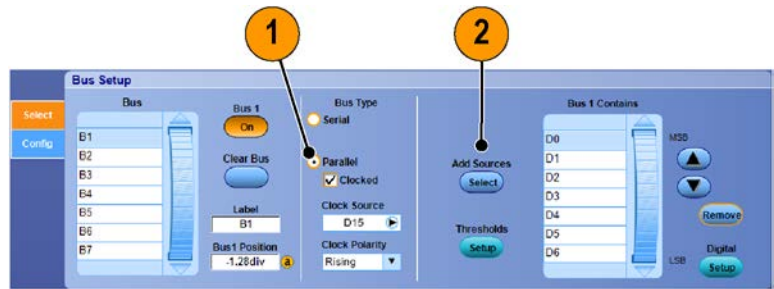 1
2
Bus Setup
Select
Config
Bus
B1
B2
B3
B4
B5
B6
B7
Bus 1
On
Clear Bus
Label
B1
Bus1 Position
-1.28div
a
Bus Type
Serial
Parallel
Clocked
Clock Source
D15
Clock Polarity
Rising
Add Sources
Select
Thresholds
Setup
Bus 1 Contains
D0
D1
D2
D3
D4
D5
D6
MSB
LSB
Remove
Digital
Setup